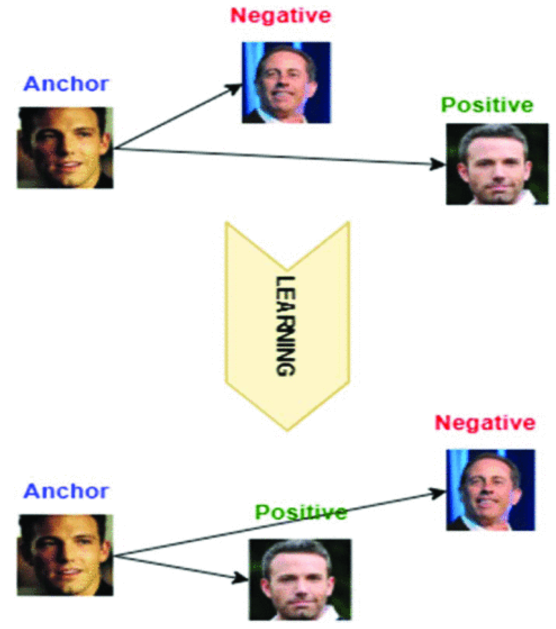 Negative
Anchor
Positive
LEARNING
Negative
Anchor
Positive